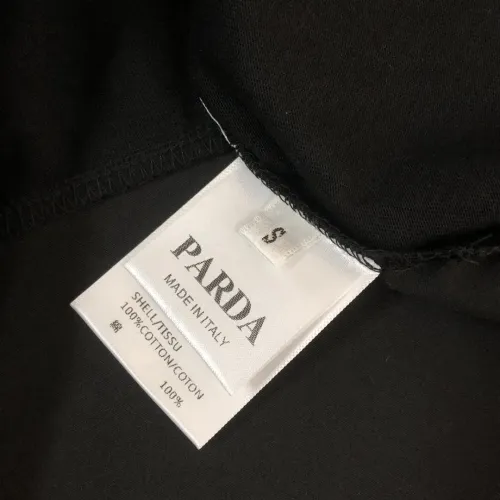 S
PARDA
MADE IN ITALY
SHELL/TISSU
100%COTTON/COTON
棉 100%